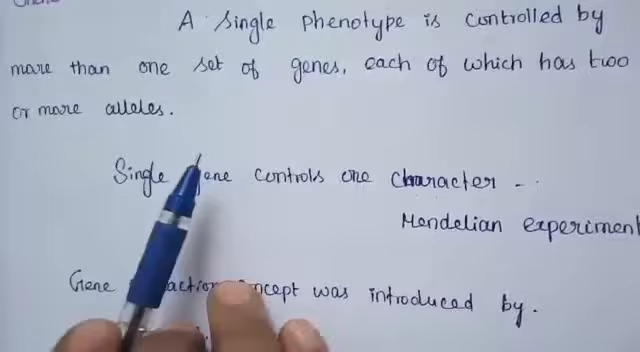 A single phenotype is controlled by
more than one set of genes, each of which has two
or more alleles.
Single gene controls one character - .
Mendelian experiment
Gene concept was introduced by.